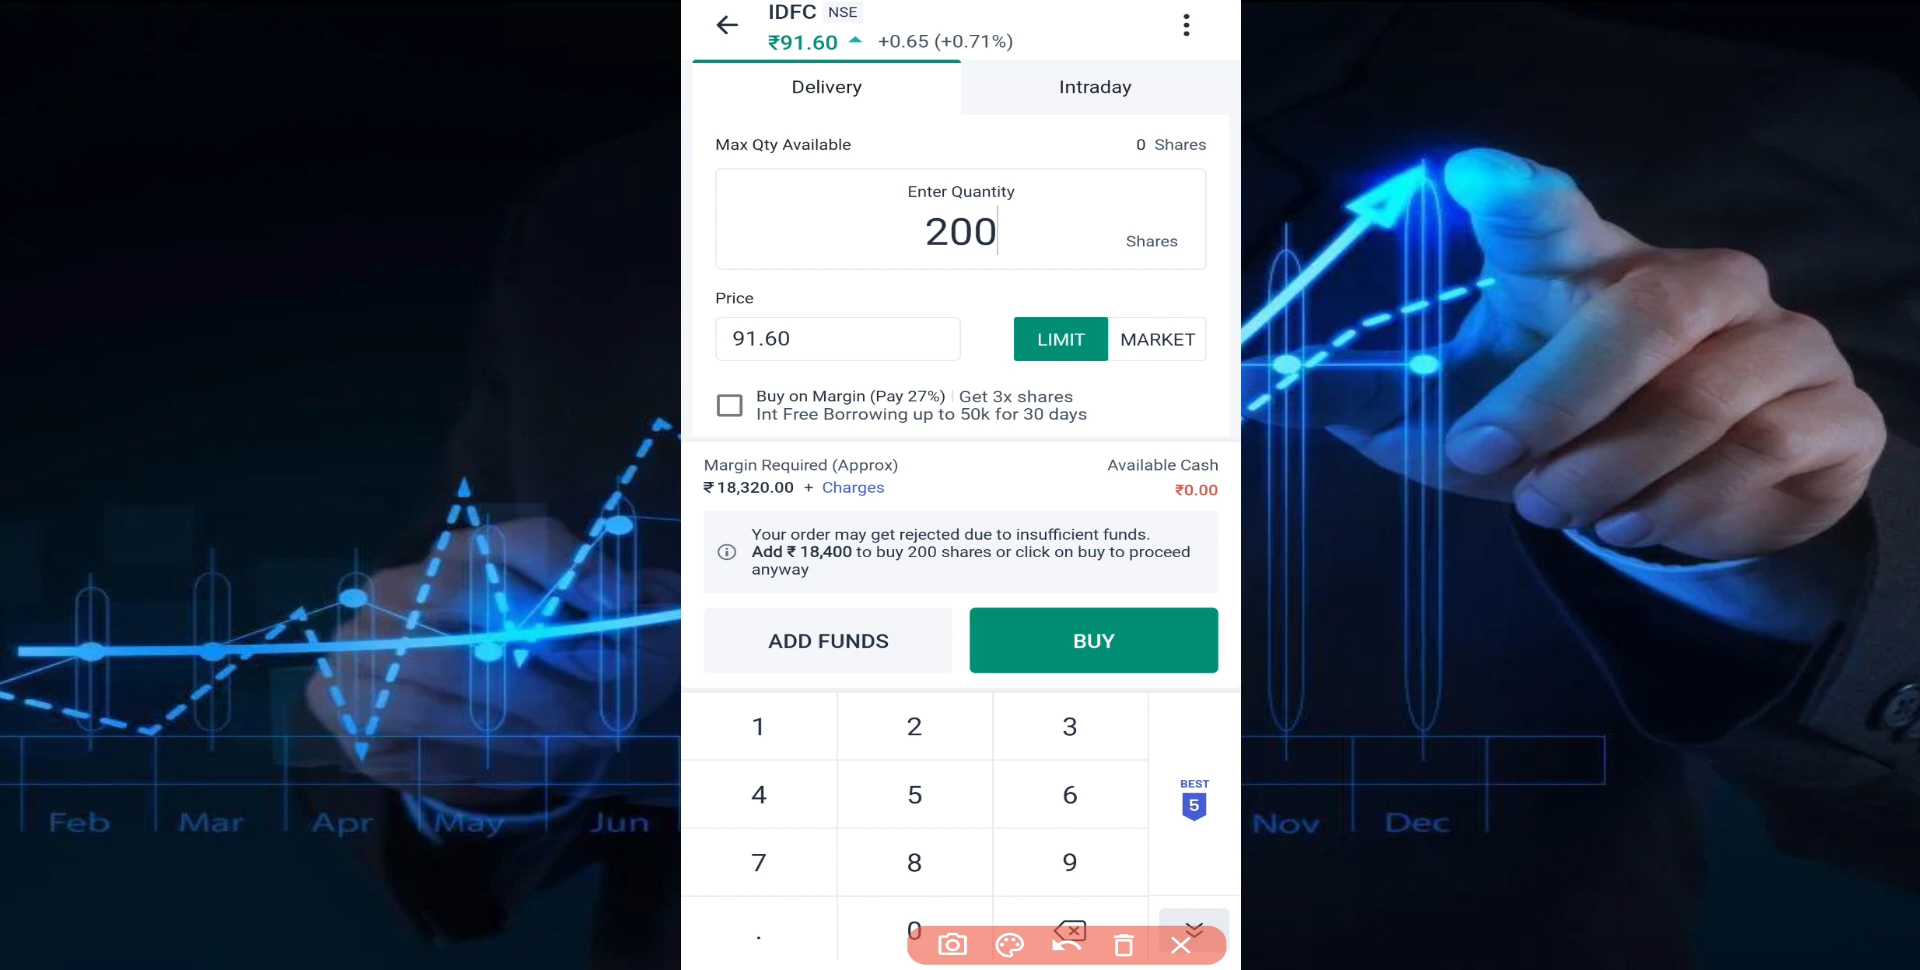 IDFC NSE
₹91.60 +0.65 (+0.71%)
Delivery Intraday
Max Qty Available 0 Shares
Enter Quantity
200
Shares
Price
91.60 LIMIT MARKET
Buy on Margin (Pay 27%) | Get 3x shares
Int Free Borrowing up to 50k for 30 days
Margin Required (Approx) Available Cash
₹18,320.00 + Charges ₹0.00
Your order may get rejected due to insufficient funds.
Add ₹ 18,400 to buy 200 shares or click on buy to proceed
anyway
ADD FUNDS BUY
1 2 3
4 5 6
BEST
5
7 8 9
. 0
Feb Mar Apr May Jun Nov Dec